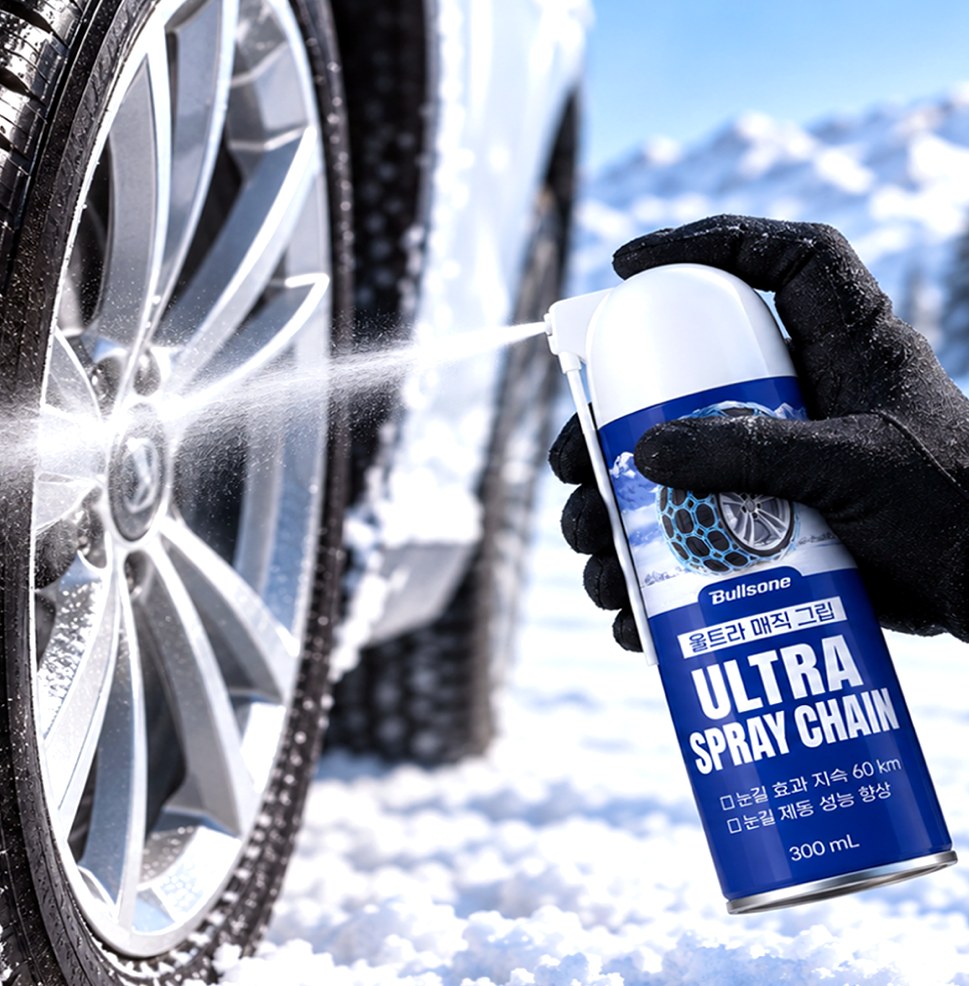 Bullsone
울트라 매직 그립
ULTRA
SPRAY CHAIN
□ 눈길 효과 지속 60 km
□ 눈길 제동 성능 향상
300 mL